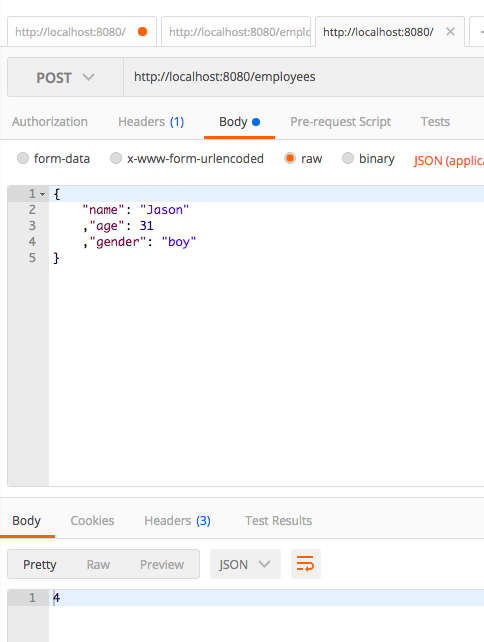 http://localhost:8080/ http://localhost:8080/emplo http://localhost:8080/
POST http://localhost:8080/employees
Authorization Headers (1) Body Pre-request Script Tests
form-data x-www-form-urlencoded raw binary JSON (applica
1 {
2 "name": "Jason"
3 ,"age": 31
4 ,"gender": "boy"
5 }
Body Cookies Headers (3) Test Results
Pretty Raw Preview JSON
1 4